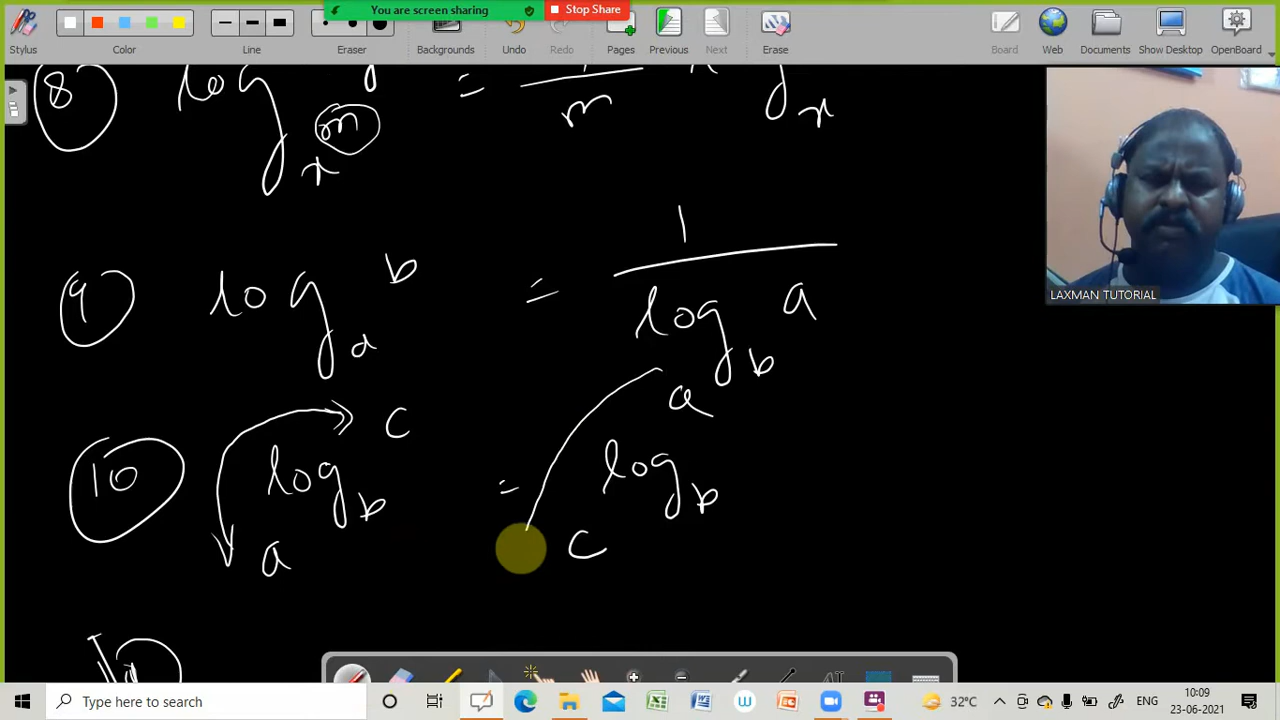 You are screen sharing Stop Share
Stylus Color Line Eraser Backgrounds Undo Redo Pages Previous Next Erase Board Web Documents Show Desktop OpenBoard
8 log x m = m x
9 log a b = 1 / log b a
10 a log b c = c log b a
LAXMAN TUTORIAL
Type here to search
32°C
ENG
10:09
23-06-2021